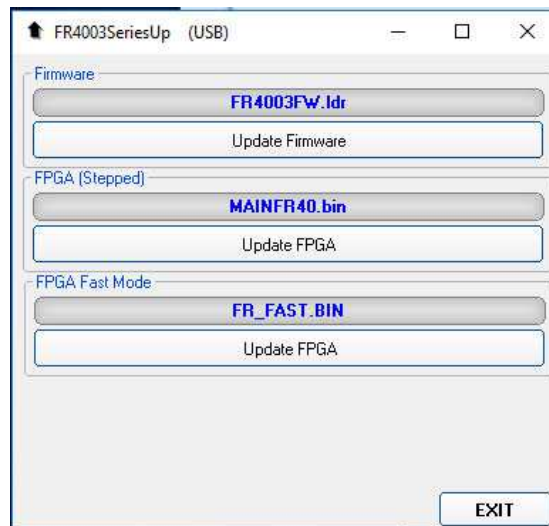 FR4003SeriesUp (USB)
Firmware
FR4003FW.ldr
Update Firmware
FPGA (Stepped)
MAINFR40.bin
Update FPGA
FPGA Fast Mode
FR_FAST.BIN
Update FPGA
EXIT